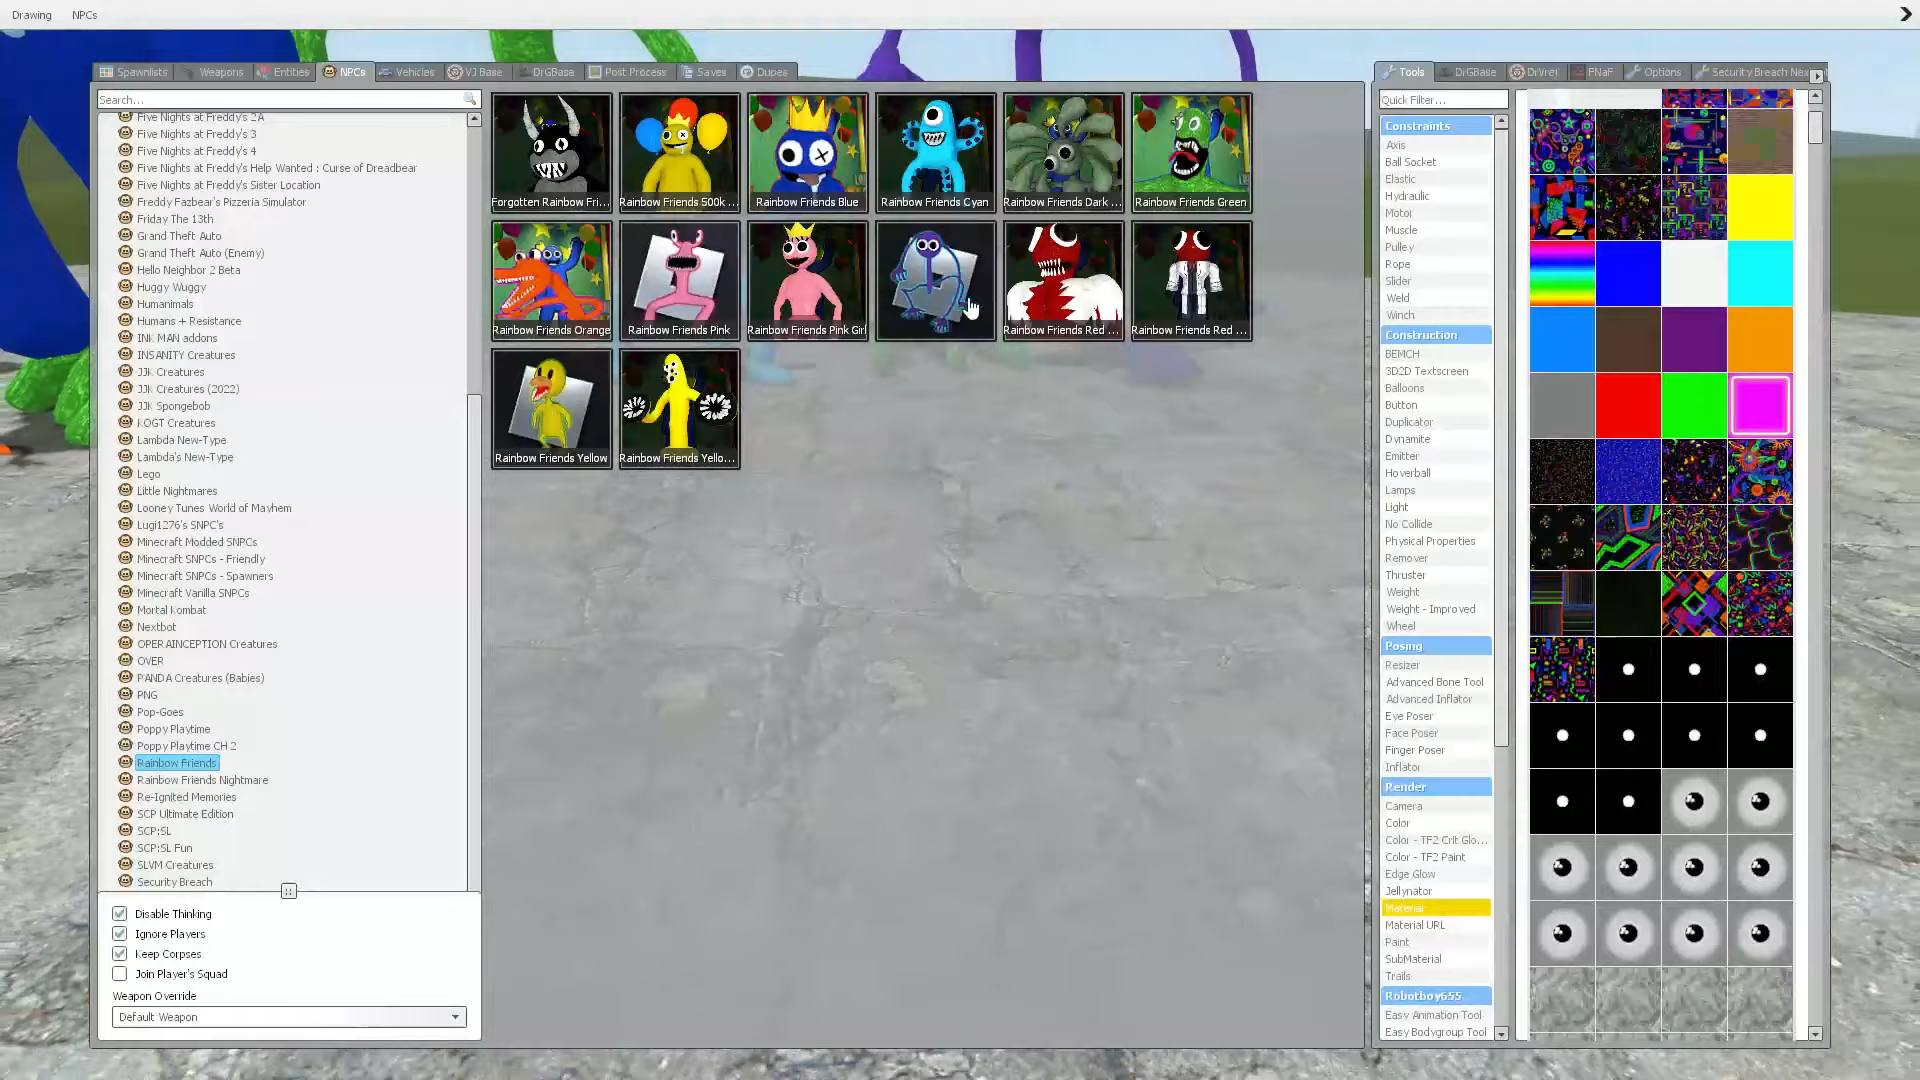 Drawing NPCs
Spawnlists Weapons Entities NPCs Vehicles VJ Base DrGBase Post Process Saves Dupes
Search...
Five Nights at Freddy's 2A
Five Nights at Freddy's 3
Five Nights at Freddy's 4
Five Nights at Freddy's Help Wanted : Curse of Dreadbear
Five Nights at Freddy's Sister Location
Freddy Fazbear's Pizzeria Simulator
Friday The 13th
Grand Theft Auto
Grand Theft Auto (Enemy)
Hello Neighbor 2 Beta
Huggy Wuggy
Humanimals
Humans + Resistance
INK MAN addons
INSANITY Creatures
JJK Creatures
JJK Creatures (2022)
JJK Spongebob
KOGT Creatures
Lambda New-Type
Lambda's New-Type
Lego
Little Nightmares
Looney Tunes World of Mayhem
Lugi1276's SNPC's
Minecraft Modded SNPCs
Minecraft SNPCs - Friendly
Minecraft SNPCs - Spawners
Minecraft Vanilla SNPCs
Mortal Kombat
Nextbot
OPERAINCEPTION Creatures
OVER
PANDA Creatures (Babies)
PNG
Pop-Goes
Poppy Playtime
Poppy Playtime CH 2
Rainbow Friends
Rainbow Friends Nightmare
Re-Ignited Memories
SCP Ultimate Edition
SCP:SL
SCP:SL Fun
SLVM Creatures
Security Breach
Disable Thinking
Ignore Players
Keep Corpses
Join Player's Squad
Weapon Override
Default Weapon
Forgotten Rainbow Fri... Rainbow Friends 500k ... Rainbow Friends Blue Rainbow Friends Cyan Rainbow Friends Dark ... Rainbow Friends Green
Rainbow Friends Orange Rainbow Friends Pink Rainbow Friends Pink Girl Rainbow Friends Red ... Rainbow Friends Red ...
Rainbow Friends Yellow Rainbow Friends Yello...
Tools DrGBase DrVrej FNaF Options Security Breach Nex
Quick Filter...
Constraints
Axis
Ball Socket
Elastic
Hydraulic
Motor
Muscle
Pulley
Rope
Slider
Weld
Winch
Construction
BEMCH
3D2D Textscreen
Balloons
Button
Duplicator
Dynamite
Emitter
Hoverball
Lamps
Light
No Collide
Physical Properties
Remover
Thruster
Weight
Weight - Improved
Wheel
Posing
Resizer
Advanced Bone Tool
Advanced Inflator
Eye Poser
Face Poser
Finger Poser
Inflator
Render
Camera
Color
Color - TF2 Crit Glo...
Color - TF2 Paint
Edge Glow
Jellynator
Material
Material URL
Paint
SubMaterial
Trails
Robotboy655
Easy Animation Tool
Easy Bodygroup Tool